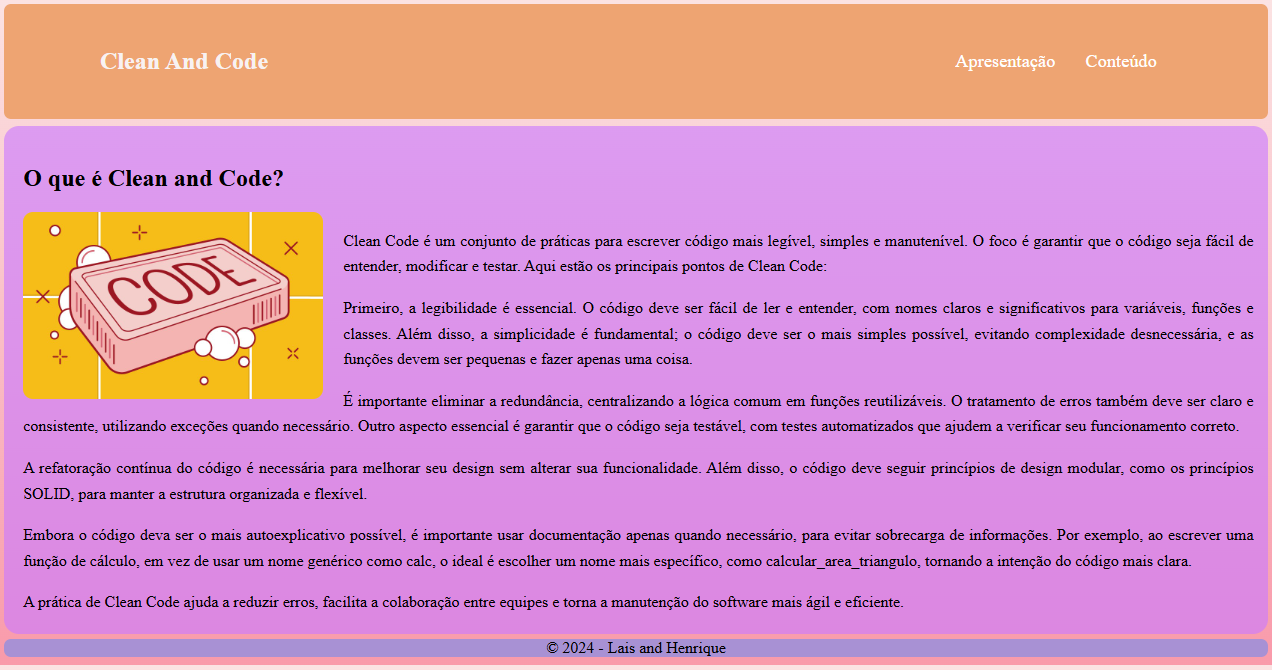 Clean And Code
Apresentação
Conteúdo
O que é Clean and Code?
CODE
Clean Code é um conjunto de práticas para escrever código mais legível, simples e manutenível. O foco é garantir que o código seja fácil de
entender, modificar e testar. Aqui estão os principais pontos de Clean Code:
Primeiro, a legibilidade é essencial. O código deve ser fácil de ler e entender, com nomes claros e significativos para variáveis, funções e
classes. Além disso, a simplicidade é fundamental; o código deve ser o mais simples possível, evitando complexidade desnecessária, e as
funções devem ser pequenas e fazer apenas uma coisa.
É importante eliminar a redundância, centralizando a lógica comum em funções reutilizáveis. O tratamento de erros também deve ser claro e
consistente, utilizando exceções quando necessário. Outro aspecto essencial é garantir que o código seja testável, com testes automatizados que ajudem a verificar seu funcionamento correto.
A refatoração contínua do código é necessária para melhorar seu design sem alterar sua funcionalidade. Além disso, o código deve seguir princípios de design modular, como os princípios
SOLID, para manter a estrutura organizada e flexível.
Embora o código deva ser o mais autoexplicativo possível, é importante usar documentação apenas quando necessário, para evitar sobrecarga de informações. Por exemplo, ao escrever uma
função de cálculo, em vez de usar um nome genérico como calc, o ideal é escolher um nome mais específico, como calcular_area_triangulo, tornando a intenção do código mais clara.
A prática de Clean Code ajuda a reduzir erros, facilita a colaboração entre equipes e torna a manutenção do software mais ágil e eficiente.
© 2024 - Lais and Henrique